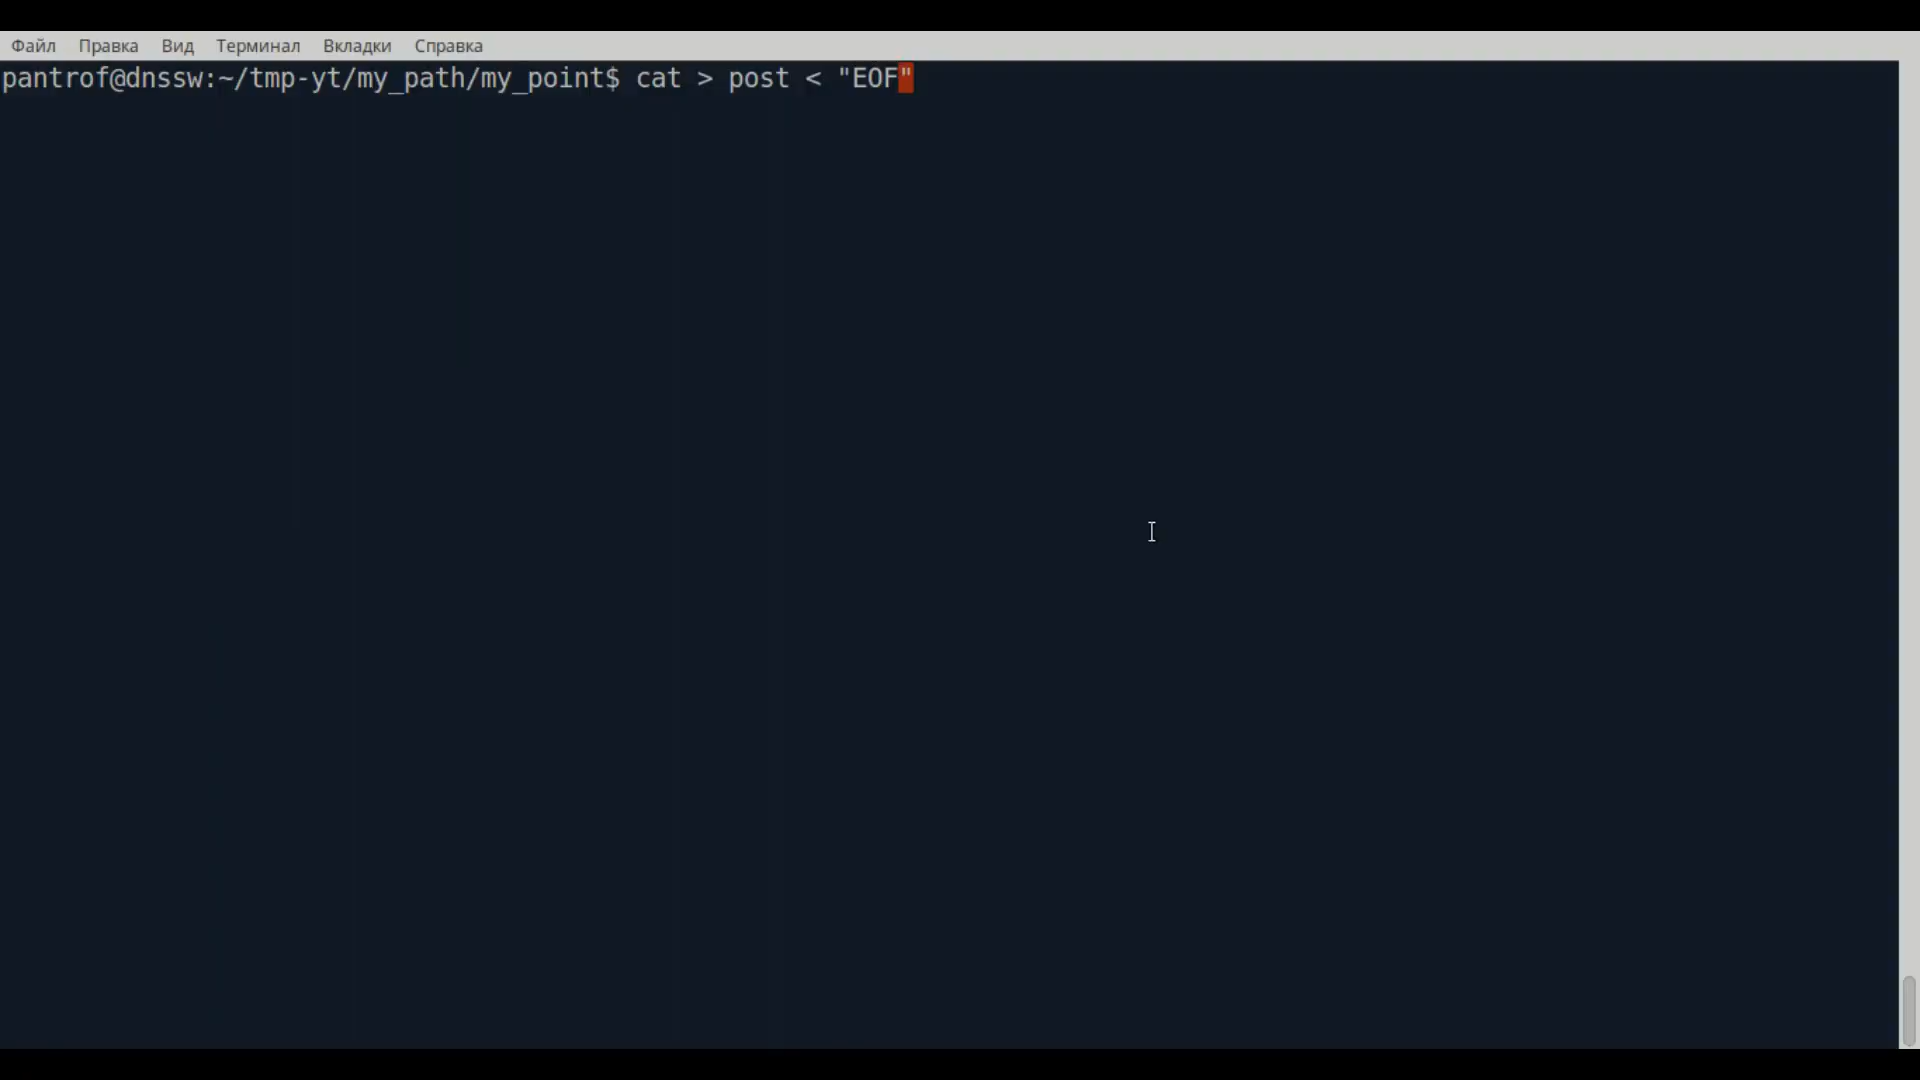 Файл Правка Вид Терминал Вкладки Справка
pantrof@dnssw:~/tmp-yt/my_path/my_point$ cat > post < "EOF"